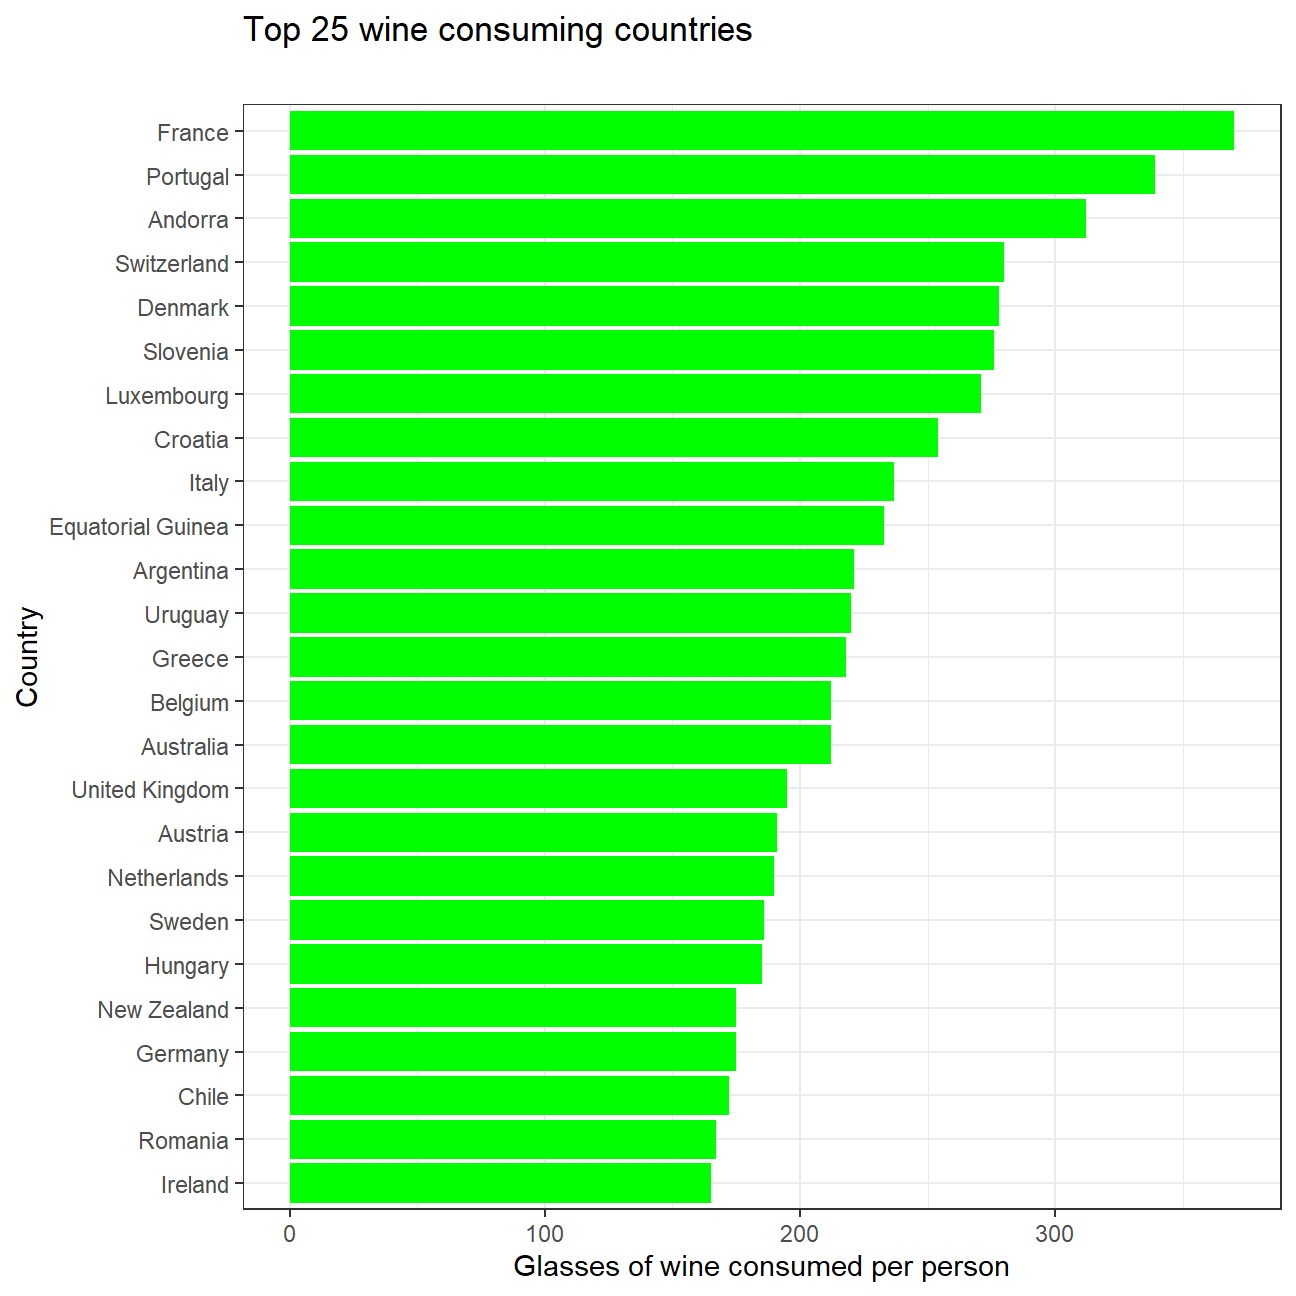 Top 25 wine consuming countries
France
Portugal
Andorra
Switzerland
Denmark
Slovenia
Luxembourg
Croatia
Italy
Equatorial Guinea
Argentina
Uruguay
Greece
Belgium
Australia
United Kingdom
Austria
Netherlands
Sweden
Hungary
New Zealand
Germany
Chile
Romania
Ireland
Country
0 100 200 300
Glasses of wine consumed per person